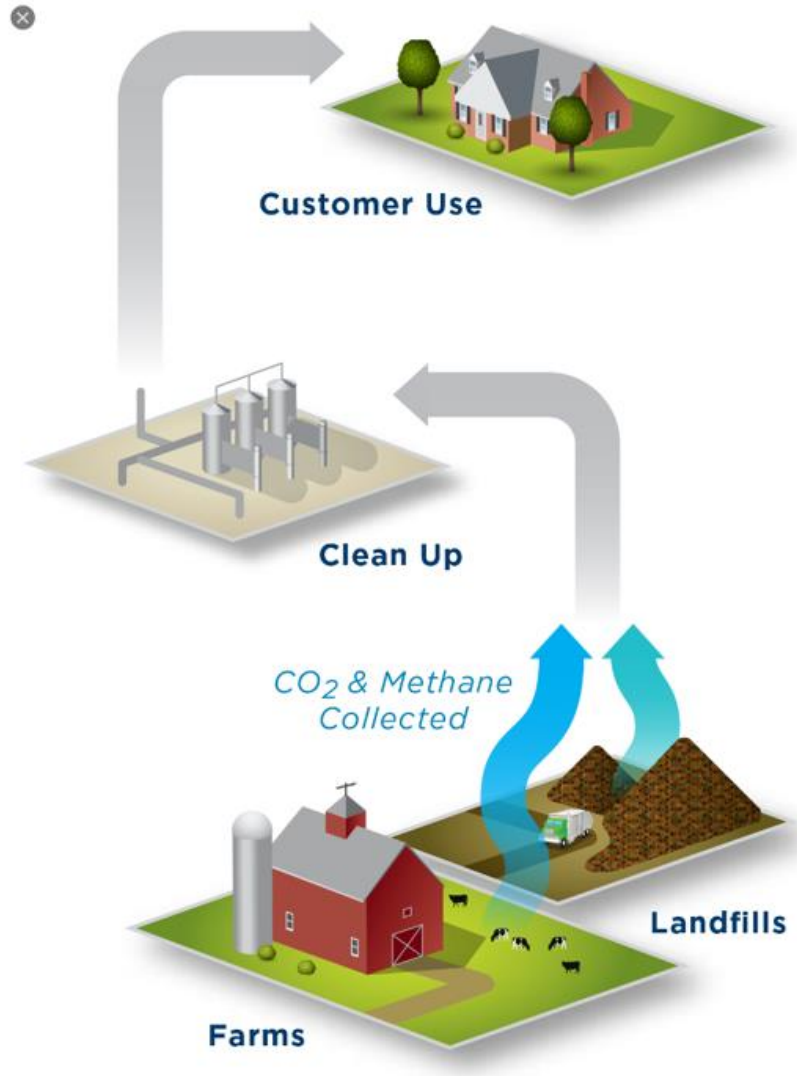 Customer Use
Clean Up
CO₂ & Methane
Collected
Landfills
Farms